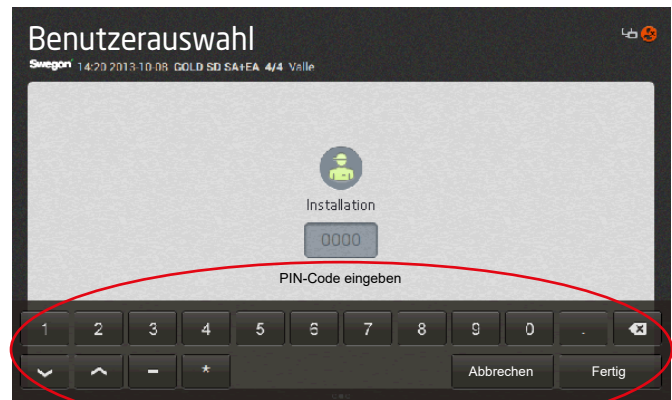 Benutzerauswahl
Swegon 14:20 2013-10-08 GOLD SD SA+EA 4/4 Valle
Installation
0000
PIN-Code eingeben
1 2 3 4 5 6 7 8 9 0 .
- *
Abbrechen Fertig